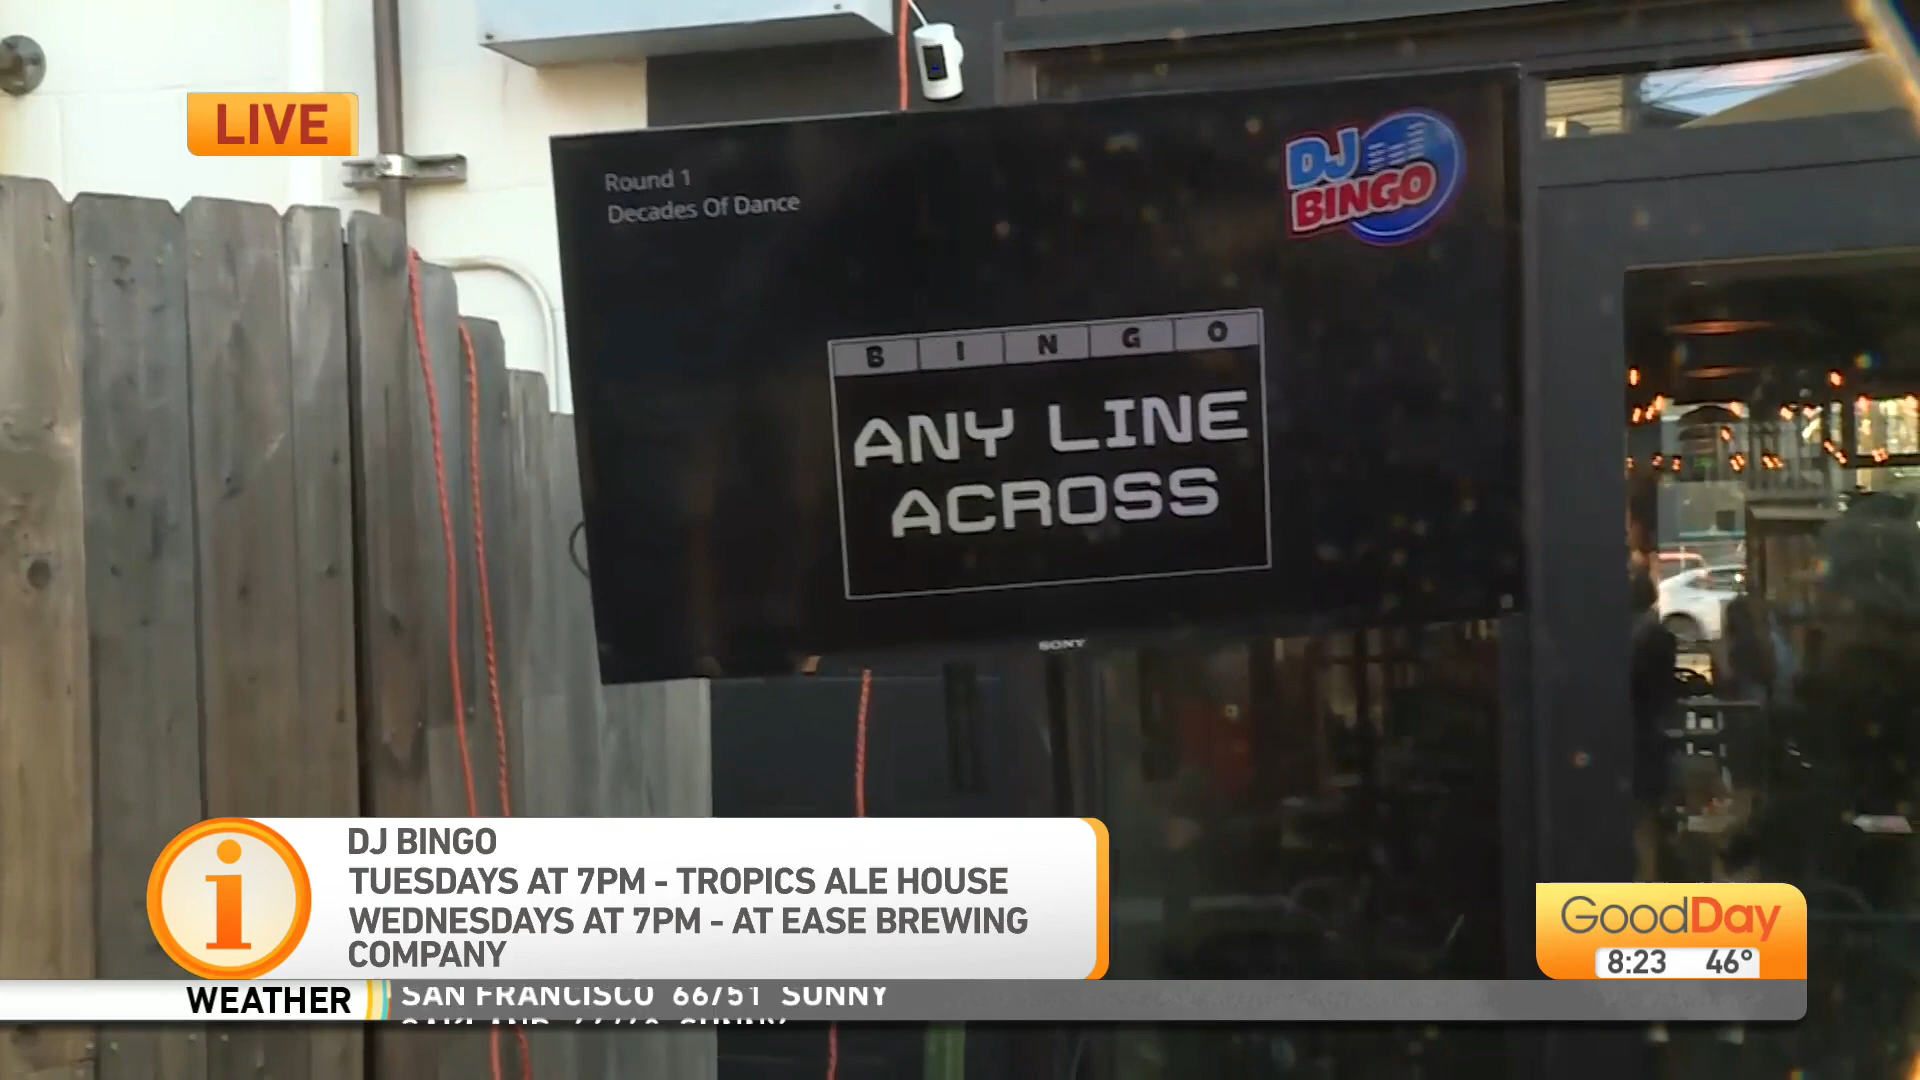 LIVE
Round 1
Decades Of Dance
DJ
BINGO
B I N G O
ANY LINE
ACROSS
SONY
DJ BINGO
TUESDAYS AT 7PM - TROPICS ALE HOUSE
WEDNESDAYS AT 7PM - AT EASE BREWING
COMPANY
GoodDay
8:23 46°
WEATHER
SAN FRANCISCO 66/51 SUNNY